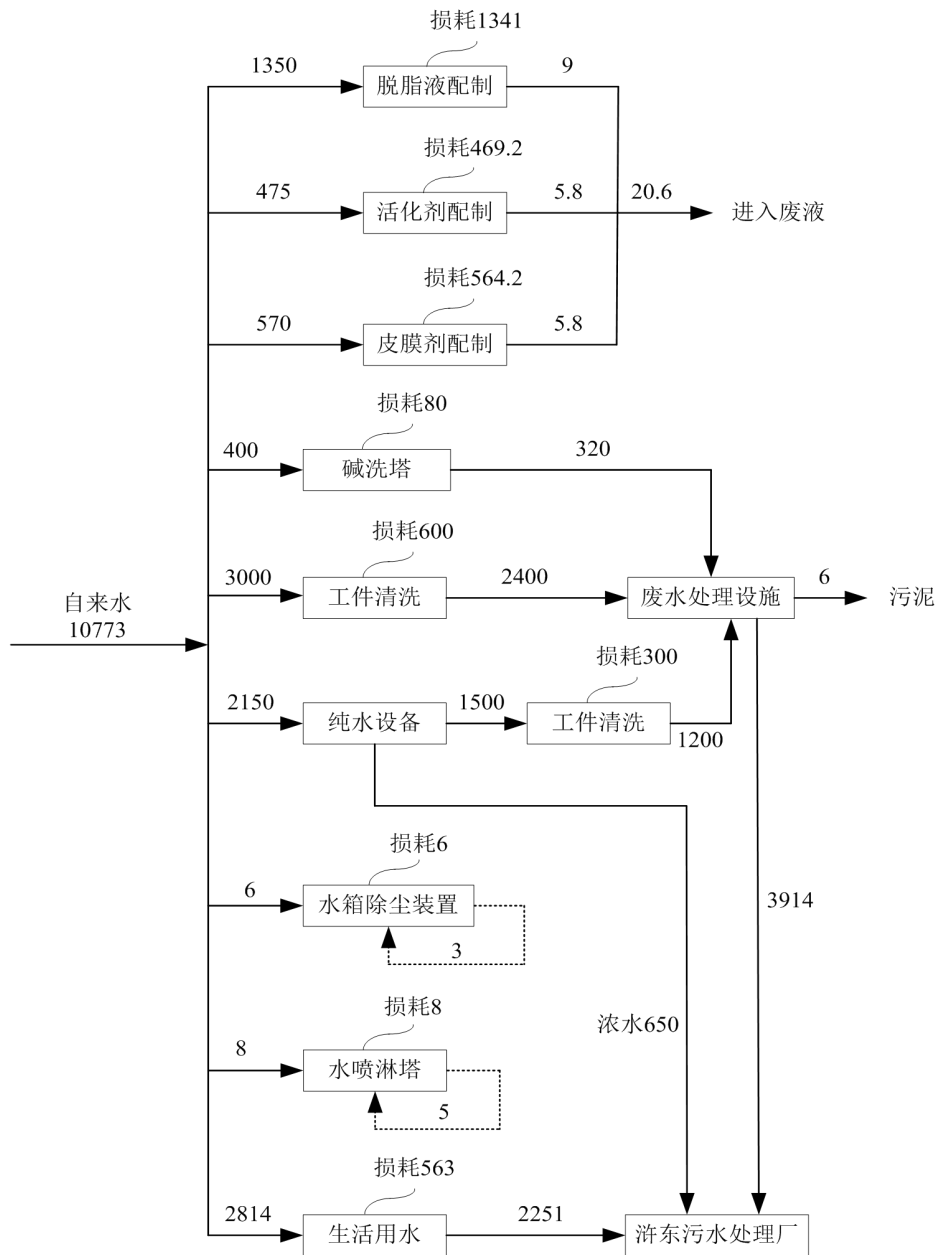 损耗1341
1350
脱脂液配制
9
损耗469.2
475
活化剂配制
5.8
20.6
进入废液
损耗564.2
570
皮膜剂配制
5.8
损耗80
400
碱洗塔
320
损耗600
3000
工件清洗
2400
废水处理设施
6
污泥
自来水
10773
损耗300
2150
纯水设备
1500
工件清洗
1200
损耗6
6
水箱除尘装置
3
3914
损耗8
浓水650
8
水喷淋塔
5
损耗563
2814
生活用水
2251
浒东污水处理厂